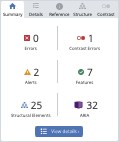 Summary Details Reference Structure Contrast
0 1
Errors Contrast Errors
2 7
Alerts Features
25 32
Structural Elements ARIA
View details ›